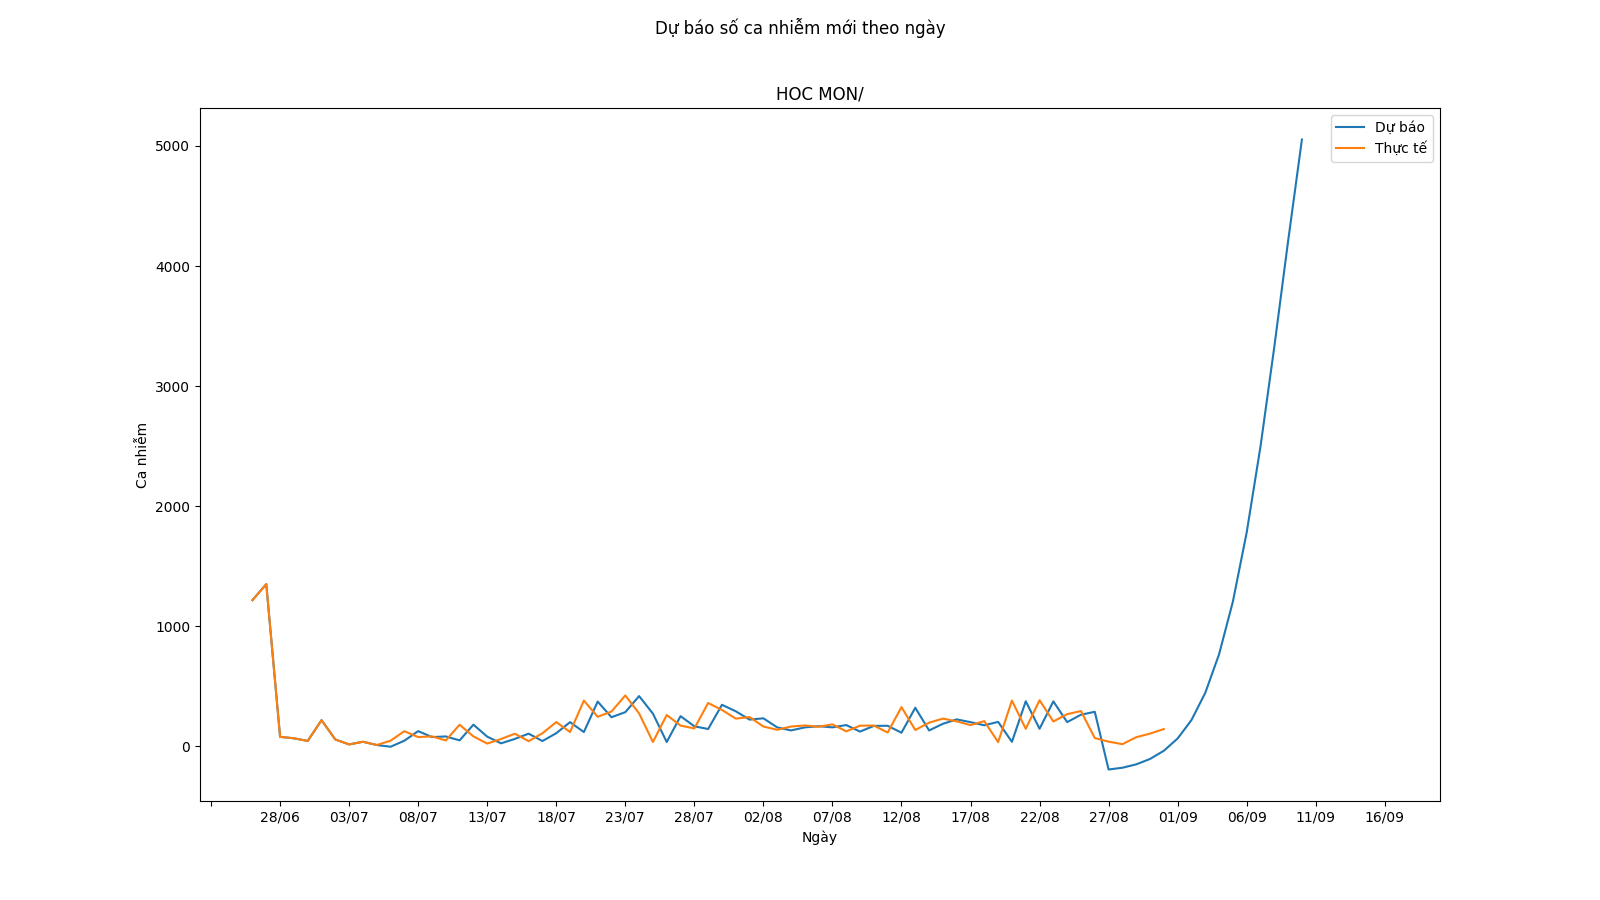 Dự báo số ca nhiễm mới theo ngày
HOC MON/
Dự báo
Thực tế
5000
4000
3000
2000
1000
0
Ca nhiễm
28/06 03/07 08/07 13/07 18/07 23/07 28/07 02/08 07/08 12/08 17/08 22/08 27/08 01/09 06/09 11/09 16/09
Ngày